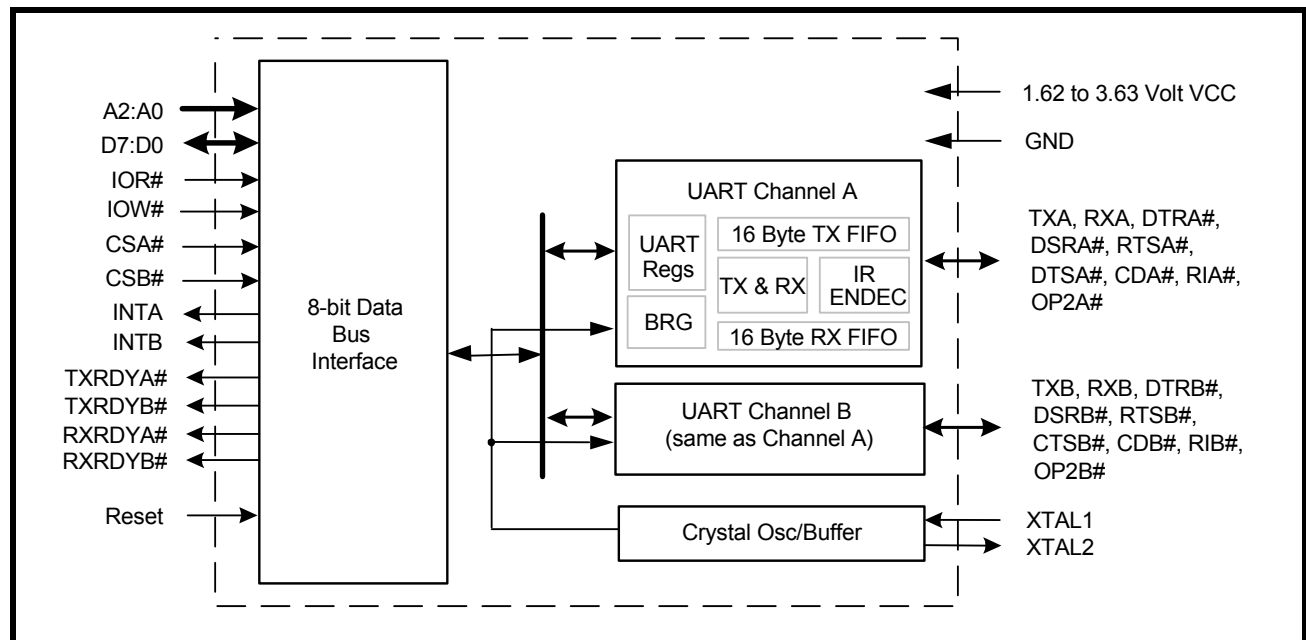 A2:A0
D7:D0
IOR#
IOW#
CSA#
CSB#
INTA
INTB
TXRDYA#
TXRDYB#
RXRDYA#
RXRDYB#
Reset
8-bit Data
Bus
Interface
UART Channel A
UART
Regs
BRG
16 Byte TX FIFO
TX & RX
IR
ENDEC
16 Byte RX FIFO
UART Channel B
(same as Channel A)
Crystal Osc/Buffer
1.62 to 3.63 Volt VCC
GND
TXA, RXA, DTRA#,
DSRA#, RTSA#,
DTSA#, CDA#, RIA#,
OP2A#
TXB, RXB, DTRB#,
DSRB#, RTSB#,
CTSB#, CDB#, RIB#,
OP2B#
XTAL1
XTAL2